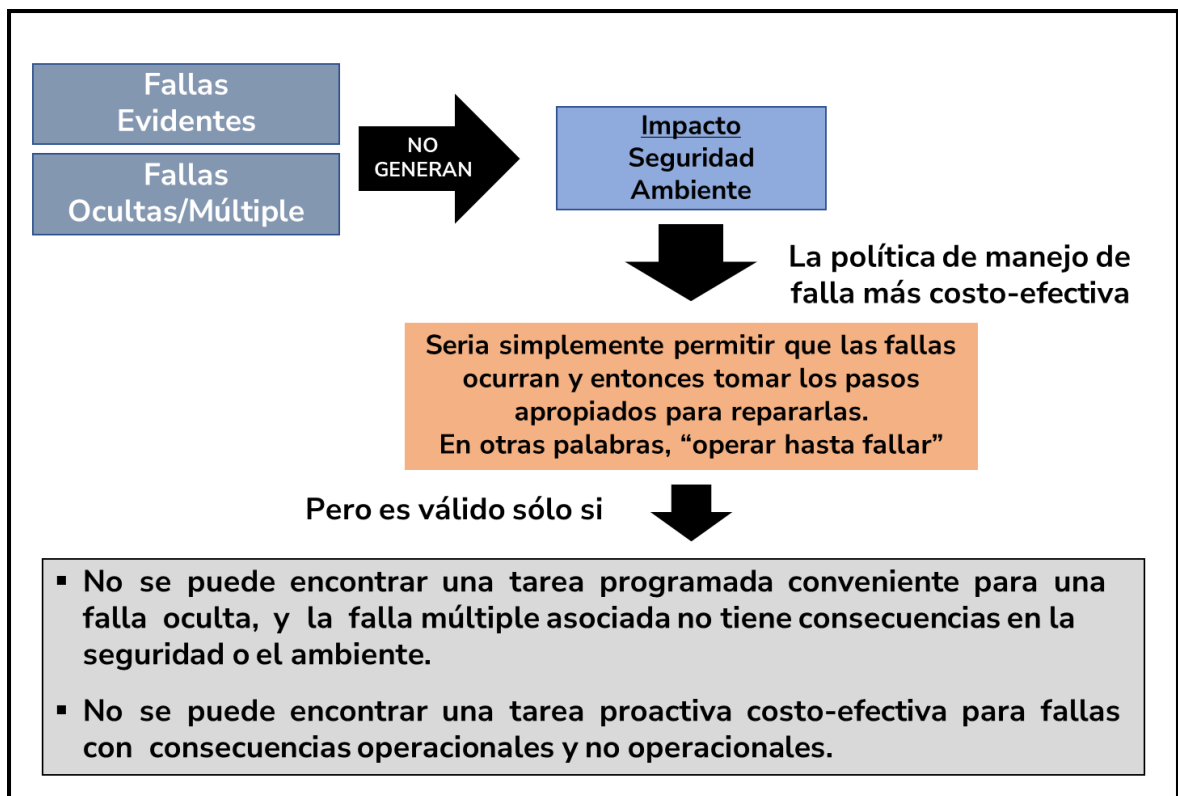 Fallas
Evidentes
Fallas
Ocultas/Múltiple
NO
GENERAN
Impacto
Seguridad
Ambiente
La política de manejo de
falla más costo-efectiva
Seria simplemente permitir que las fallas
ocurran y entonces tomar los pasos
apropiados para repararlas.
En otras palabras, “operar hasta fallar”
Pero es válido sólo si
▪ No se puede encontrar una tarea programada conveniente para una
falla oculta, y la falla múltiple asociada no tiene consecuencias en la
seguridad o el ambiente.
▪ No se puede encontrar una tarea proactiva costo-efectiva para fallas
con consecuencias operacionales y no operacionales.